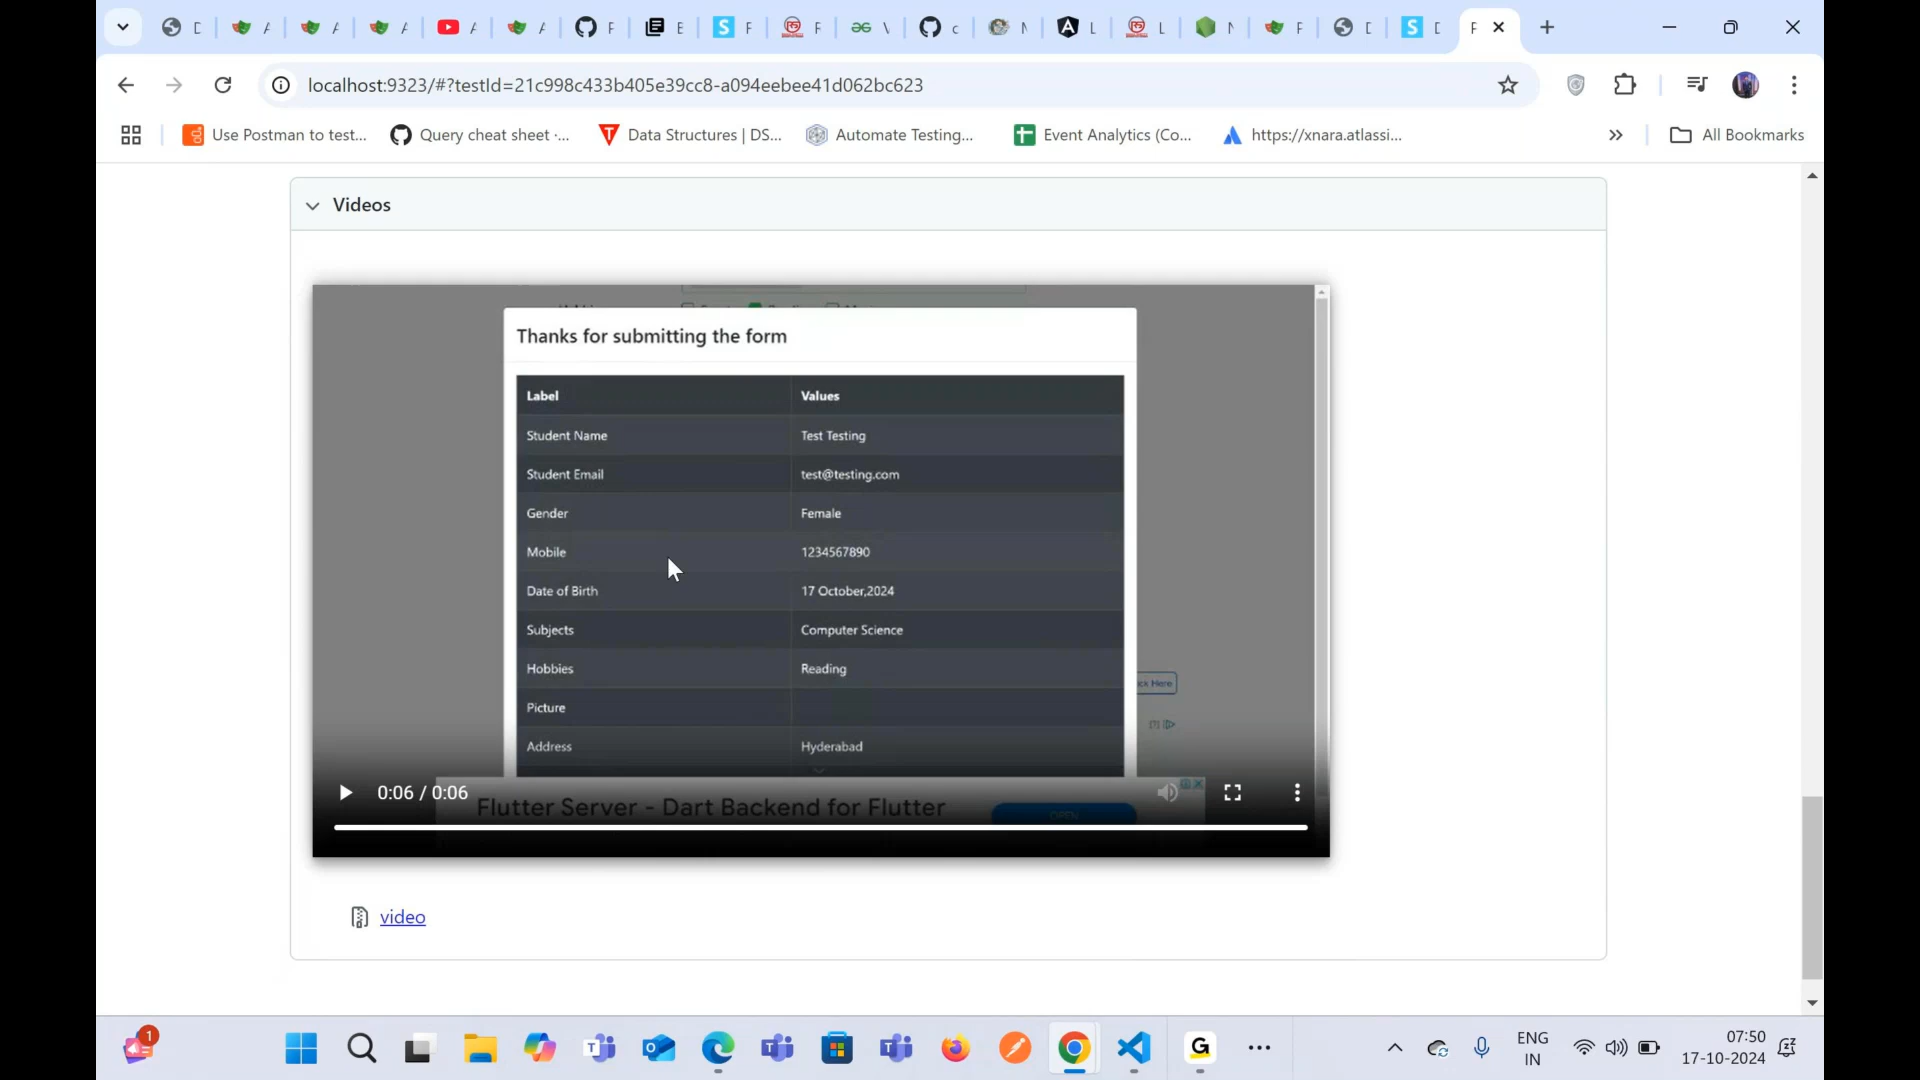 localhost:9323/#?testId=21c998c433b405e39cc8-a094eebee41d062bc623
Use Postman to test...
Query cheat sheet ·...
Data Structures | DS...
Automate Testing...
Event Analytics (Co...
https://xnara.atlassi...
All Bookmarks
Videos
Thanks for submitting the form
Label Values
Student Name Test Testing
Student Email test@testing.com
Gender Female
Mobile 1234567890
Date of Birth 17 October,2024
Subjects Computer Science
Hobbies Reading
Picture
Address Hyderabad
0:06 / 0:06
Flutter Server - Dart Backend for Flutter
OPEN
video
1
ENG
IN
07:50
17-10-2024